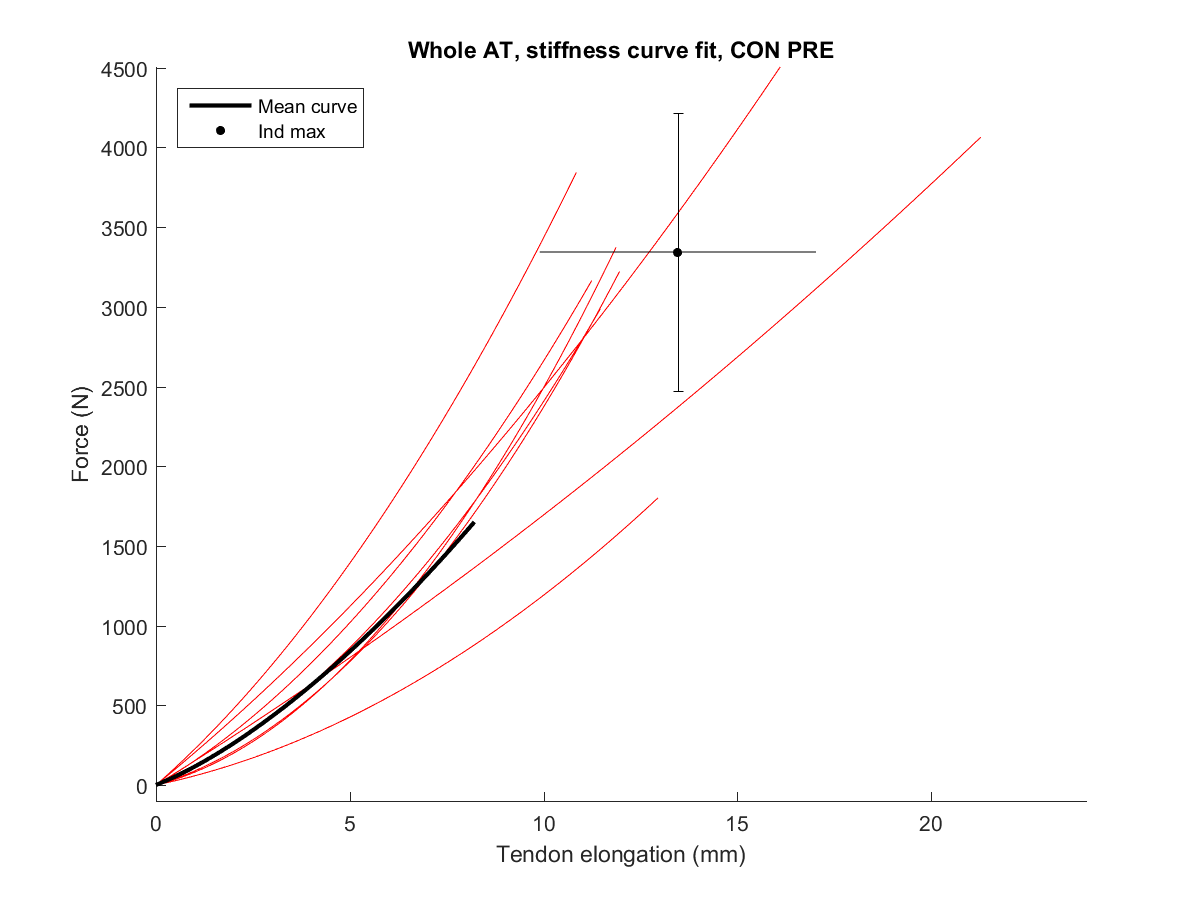 Whole AT, stiffness curve fit, CON PRE
Mean curve
Ind max
4500
4000
3500
3000
2500
2000
1500
1000
500
0
Force (N)
0 5 10 15 20
Tendon elongation (mm)